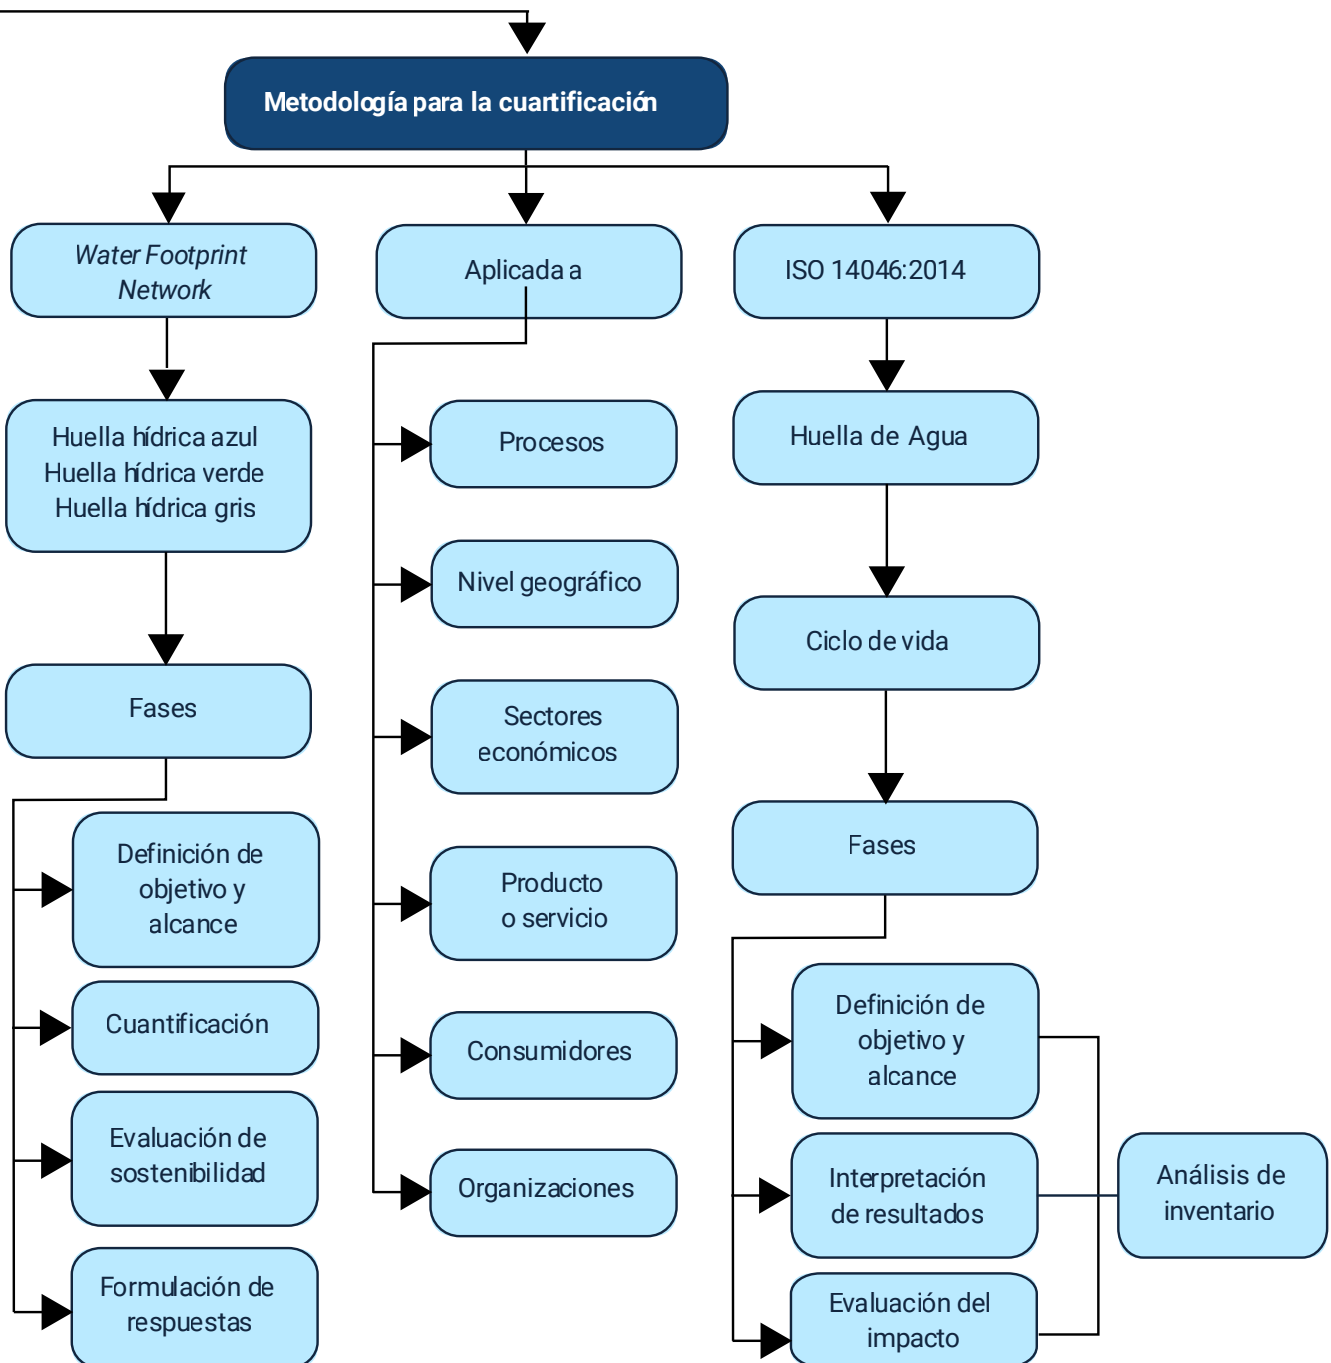 Metodología para la cuartificación
Water Footprint
Network
Huella hídrica azul
Huella hídrica verde
Huella hídrica gris
Fases
Definición de
objetivo y
alcance
Cuantificación
Evaluación de
sostenibilidad
Formulación de
respuestas
Aplicada a
Procesos
Nivel geográfico
Sectores
económicos
Producto
o servicio
Consumidores
Organizaciones
ISO 14046:2014
Huella de Agua
Ciclo de vida
Fases
Definición de
objetivo y
alcance
Interpretación
de resultados
Evaluación del
impacto
Análisis de
inventario